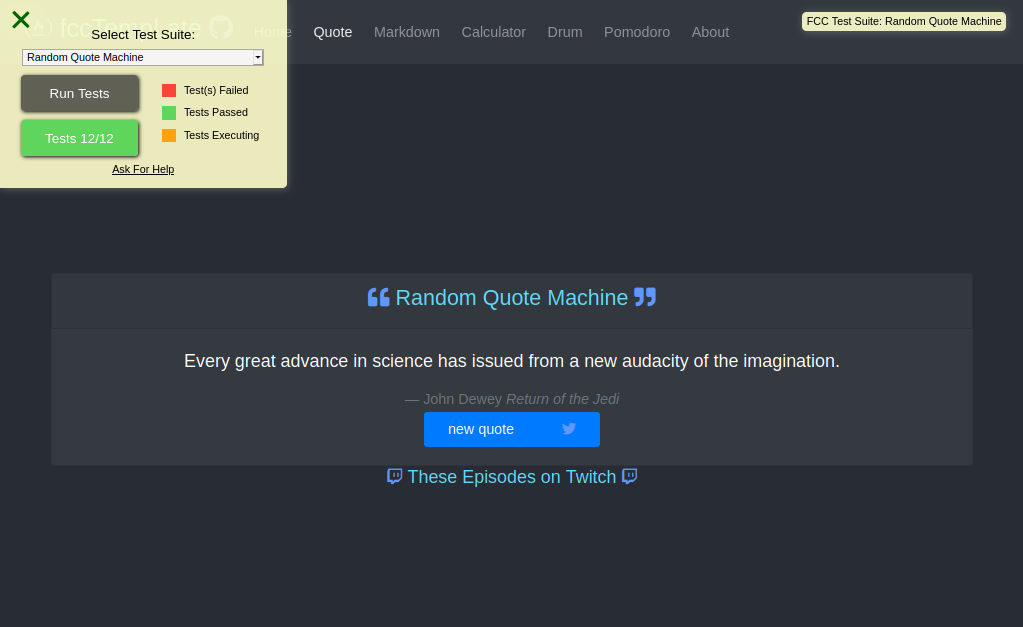 fccTempLate
Home Quote Markdown Calculator Drum Pomodoro About
FCC Test Suite: Random Quote Machine
Select Test Suite:
Random Quote Machine
Run Tests
Tests 12/12
Test(s) Failed
Tests Passed
Tests Executing
Ask For Help
Random Quote Machine
Every great advance in science has issued from a new audacity of the imagination.
— John Dewey Return of the Jedi
new quote
These Episodes on Twitch